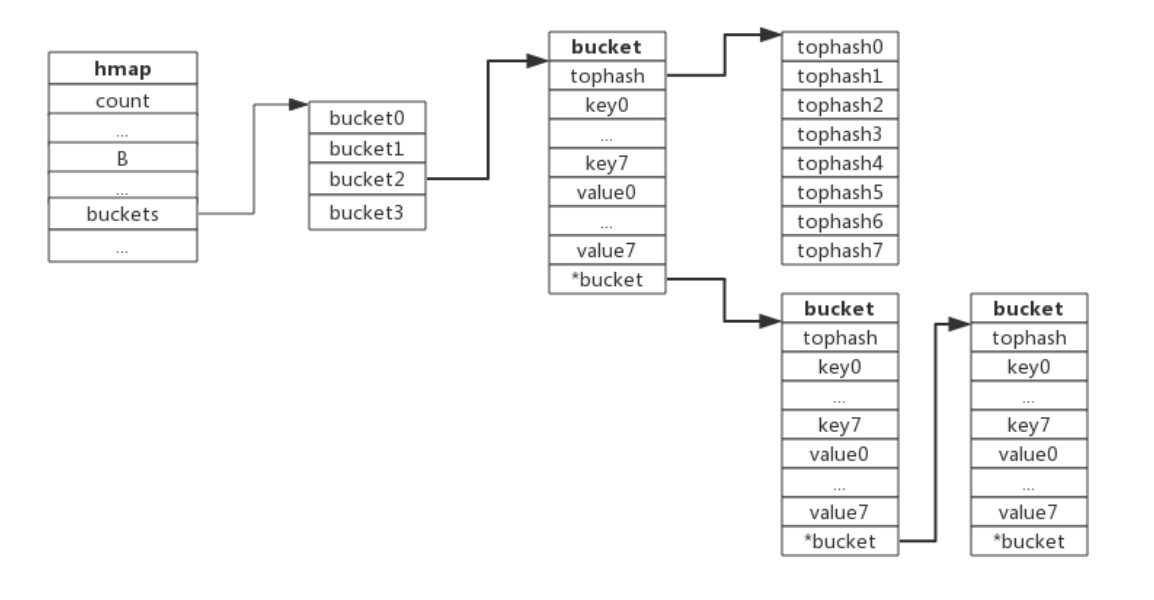 hmap
count
...
B
...
buckets
...
bucket0
bucket1
bucket2
bucket3
bucket
tophash
key0
...
key7
value0
...
value7
*bucket
tophash0
tophash1
tophash2
tophash3
tophash4
tophash5
tophash6
tophash7
bucket
tophash
key0
...
key7
value0
...
value7
*bucket
bucket
tophash
key0
...
key7
value0
...
value7
*bucket